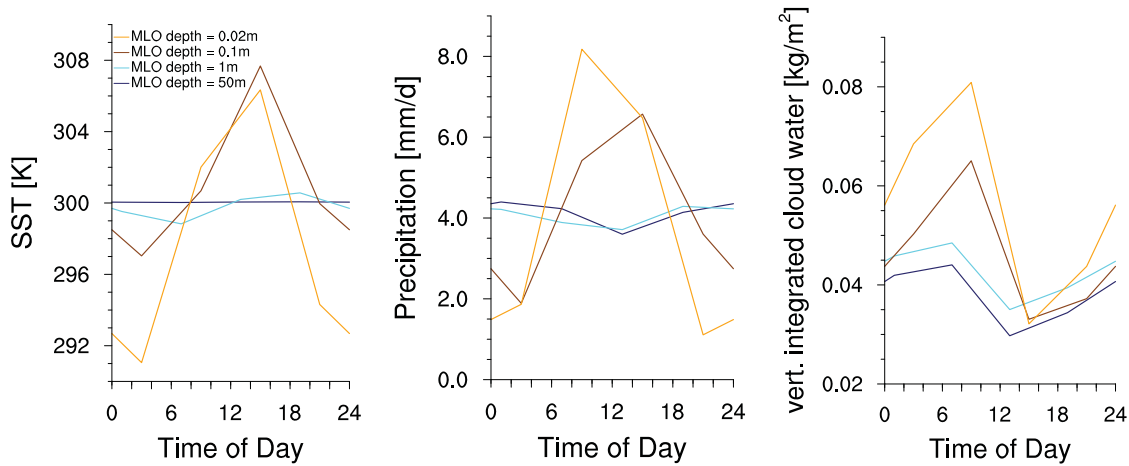 SST [K]
308
304
300
296
292
MLO depth = 0.02m
MLO depth = 0.1m
MLO depth = 1m
MLO depth = 50m
0 6 12 18 24
Time of Day
Precipitation [mm/d]
8.0
6.0
4.0
2.0
0.0
0 6 12 18 24
Time of Day
vert. integrated cloud water [kg/m²]
0.08
0.06
0.04
0.02
0 6 12 18 24
Time of Day